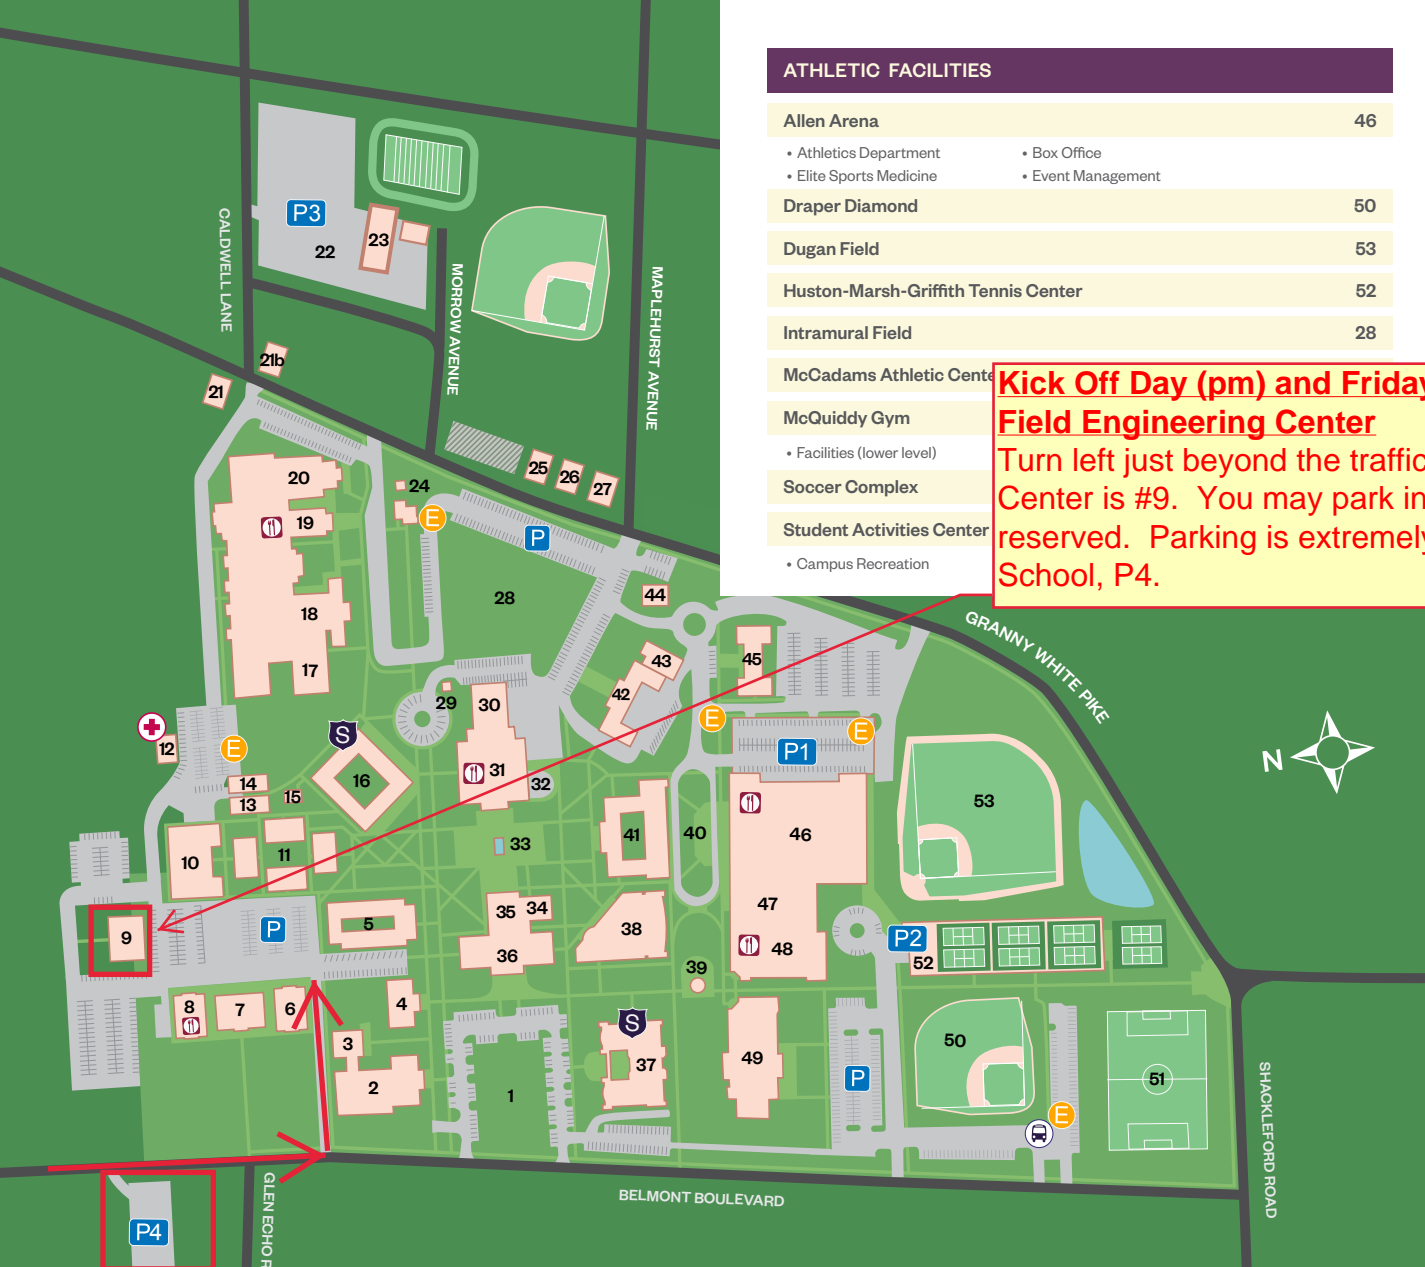 ATHLETIC FACILITIES
Allen Arena 46
• Athletics Department • Box Office
• Elite Sports Medicine • Event Management
Draper Diamond 50
Dugan Field 53
Huston-Marsh-Griffith Tennis Center 52
Intramural Field 28
McCadams Athletic Cente
McQuiddy Gym
• Facilities (lower level)
Soccer Complex
Student Activities Center
• Campus Recreation
Kick Off Day (pm) and Friday
Field Engineering Center
Turn left just beyond the traffic
Center is #9. You may park in
reserved. Parking is extremely
School, P4.
CALDWELL LANE
MORROW AVENUE
MAPLEHURST AVENUE
GRANNY WHITE PIKE
SHACKLEFORD ROAD
BELMONT BOULEVARD
GLEN ECHO R
N
P3
22
23
21b
21
25
26
27
20
24
E
19
P
28
18
44
17
43
45
42
29
30
E
P1
E
S
12
E
16
31
32
14
13
15
53
10
11
33
41
40
46
9
P
5
35
34
38
47
48
36
P2
52
39
8
7
6
4
3
2
1
S
37
49
P
50
51
E
P4